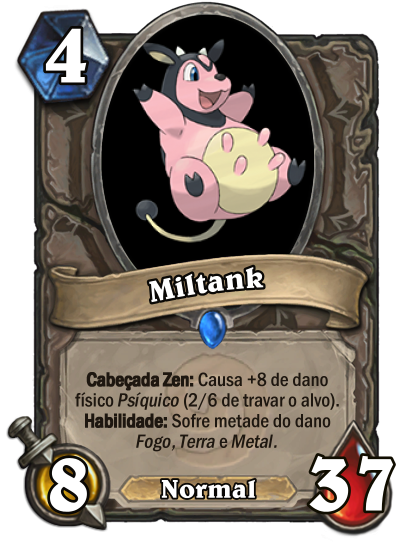 4
Miltank
Cabeçada Zen: Causa +8 de dano
físico Psíquico (2/6 de travar o alvo).
Habilidade: Sofre metade do dano
Fogo, Terra e Metal.
8
Normal
37